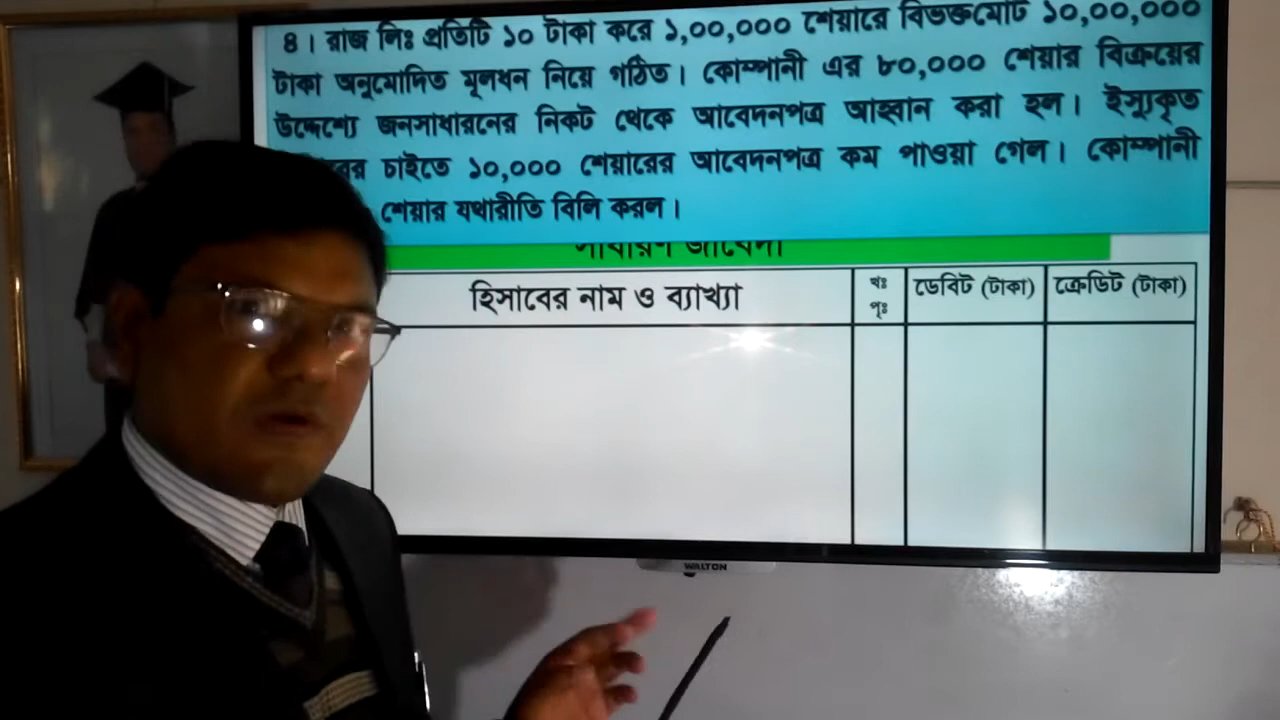 ৪। রাজ লিঃ প্রতিটি ১০ টাকা করে ১,০০,০০০ শেয়ারে বিভক্তমোট ১০,০০,০০০
টাকা অনুমোদিত মূলধন নিয়ে গঠিত। কোম্পানী এর ৮০,০০০ শেয়ার বিক্রয়ের
উদ্দেশ্যে জনসাধারনের নিকট থেকে আবেদনপত্র আহ্বান করা হল। ইস্যুকৃত
চাইতে ১০,০০০ শেয়ারের আবেদনপত্র কম পাওয়া গেল। কোম্পানী
শেয়ার যথারীতি বিলি করল।
সাধারণ জাবেদা
হিসাবের নাম ও ব্যাখ্যা খঃ পৃঃ ডেবিট (টাকা) ক্রেডিট (টাকা)
WALTON